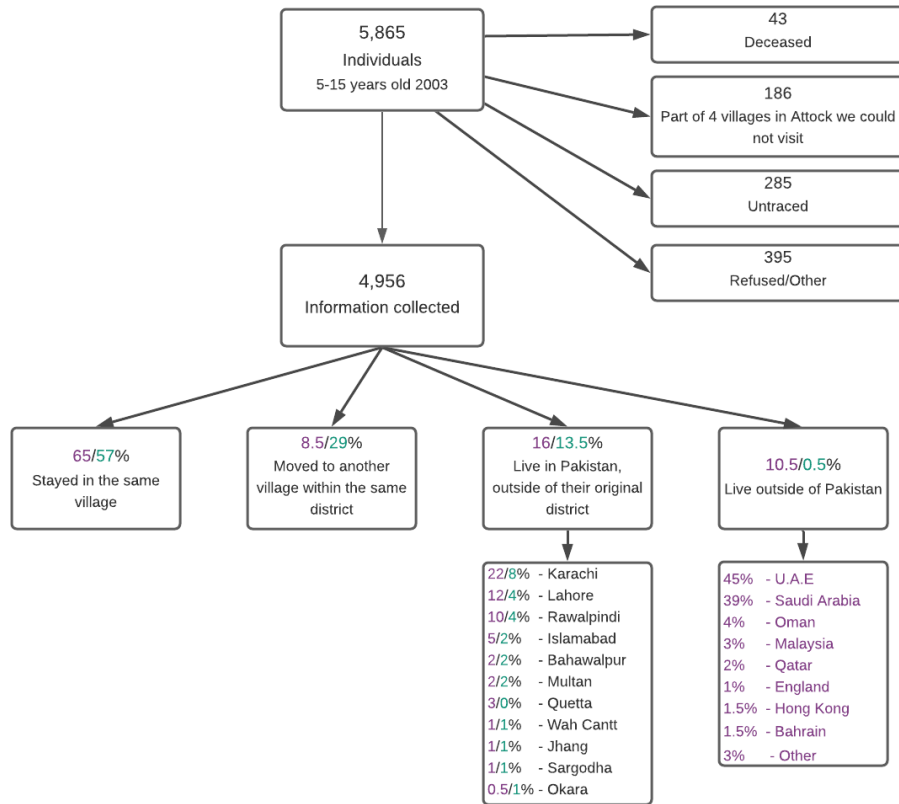 5,865
Individuals
5-15 years old 2003
43
Deceased
186
Part of 4 villages in Attock we could
not visit
285
Untraced
395
Refused/Other
4,956
Information collected
65/57%
Stayed in the same
village
8.5/29%
Moved to another
village within the same
district
16/13.5%
Live in Pakistan,
outside of their original
district
10.5/0.5%
Live outside of Pakistan
22/8% - Karachi
12/4% - Lahore
10/4% - Rawalpindi
5/2% - Islamabad
2/2% - Bahawalpur
2/2% - Multan
3/0% - Quetta
1/1% - Wah Cantt
1/1% - Jhang
1/1% - Sargodha
0.5/1% - Okara
45% - U.A.E
39% - Saudi Arabia
4% - Oman
3% - Malaysia
2% - Qatar
1% - England
1.5% - Hong Kong
1.5% - Bahrain
3% - Other